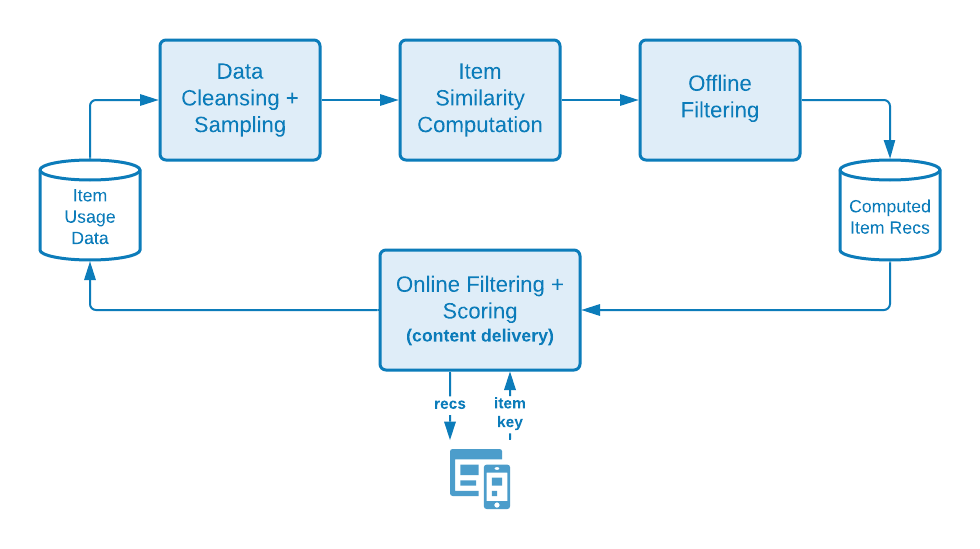 Data
Cleansing +
Sampling
Item
Similarity
Computation
Offline
Filtering
Item
Usage
Data
Computed
Item Recs
Online Filtering +
Scoring
(content delivery)
recs
item
key